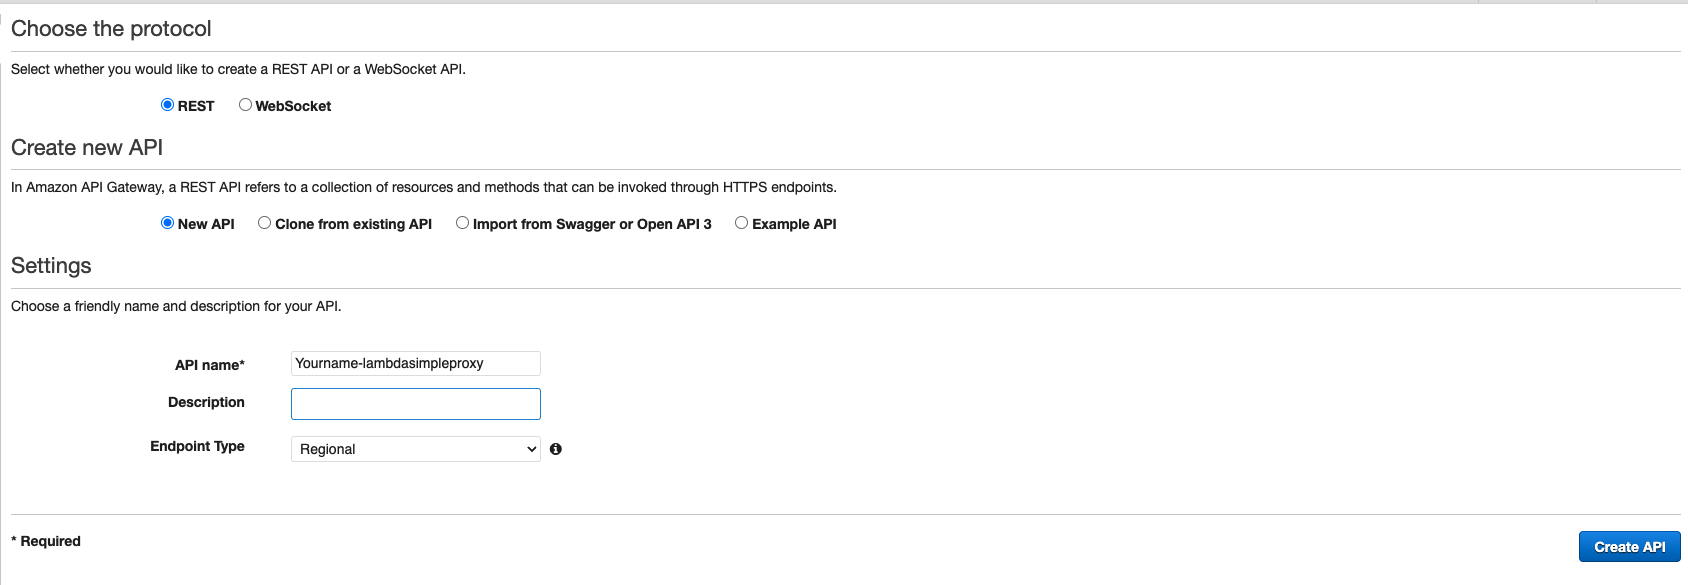 Choose the protocol
Select whether you would like to create a REST API or a WebSocket API.
REST WebSocket
Create new API
In Amazon API Gateway, a REST API refers to a collection of resources and methods that can be invoked through HTTPS endpoints.
New API Clone from existing API Import from Swagger or Open API 3 Example API
Settings
Choose a friendly name and description for your API.
API name* Yourname-lambdasimpleproxy
Description
Endpoint Type Regional
* Required
Create API